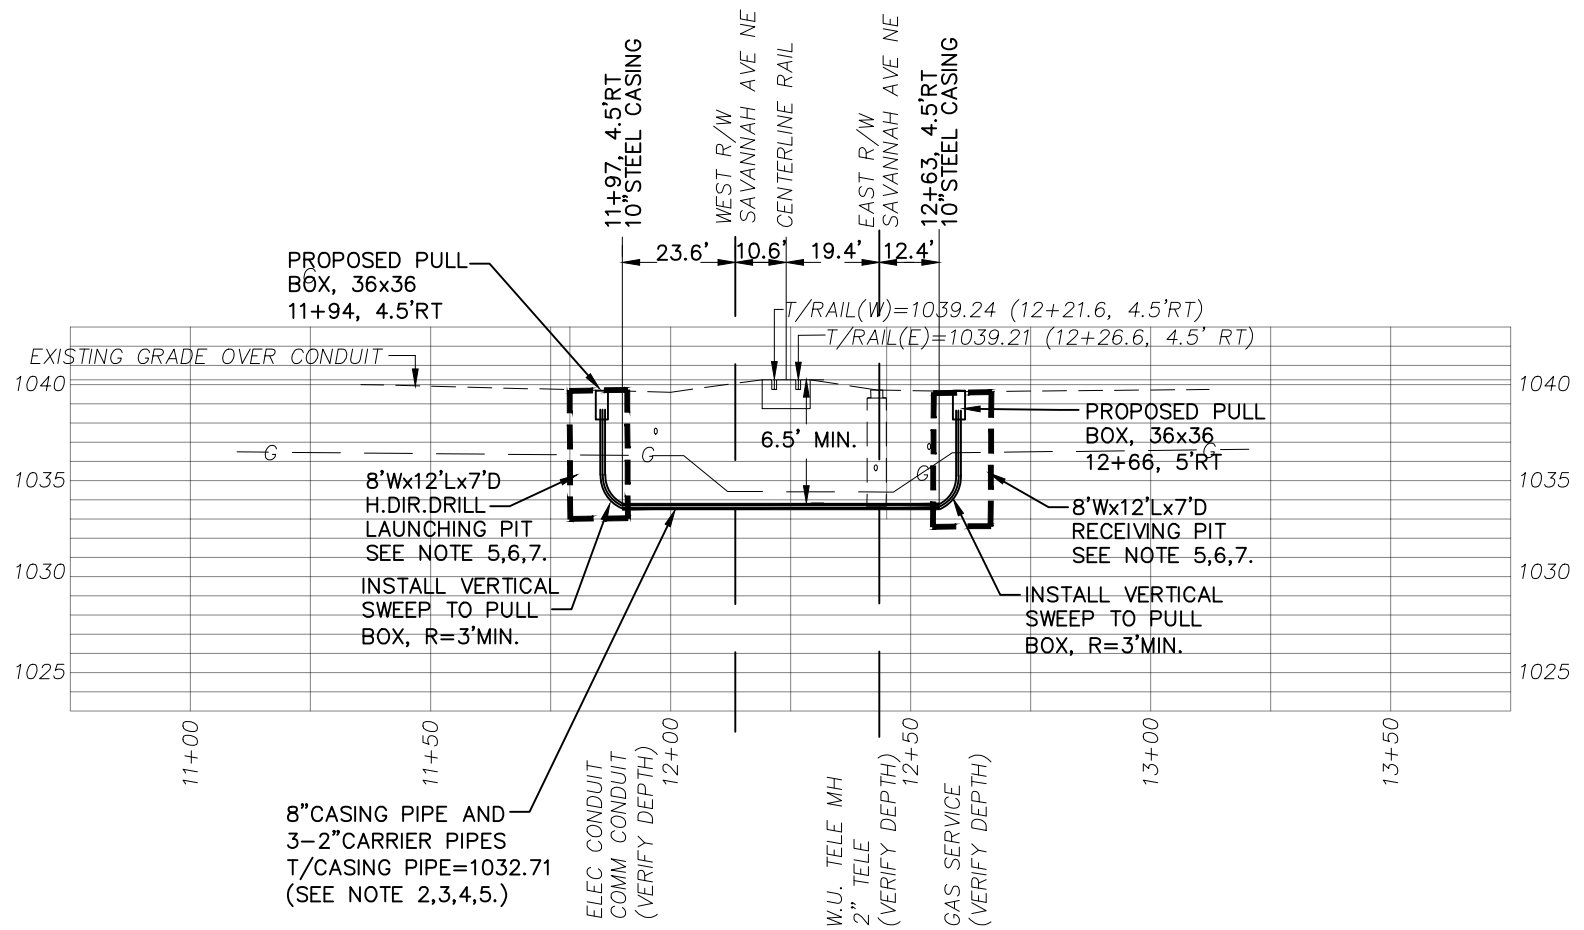 11+97, 4.5'RT
10"STEEL CASING
WEST R/W
SAVANNAH AVE NE
CENTERLINE RAIL
EAST R/W
SAVANNAH AVE NE
12+63, 4.5'RT
10"STEEL CASING
23.6'
10.6'
19.4'
12.4'
PROPOSED PULL
BOX, 36x36
11+94, 4.5'RT
G
T/RAIL(W)=1039.24 (12+21.6, 4.5'RT)
T/RAIL(E)=1039.21 (12+26.6, 4.5' RT)
EXISTING GRADE OVER CONDUIT
1040
1040
6.5' MIN.
PROPOSED PULL
BOX, 36x36
12+66, 5'RT
G
G
G
G
1035
1035
8'Wx12'Lx7'D
H.DIR.DRILL
LAUNCHING PIT
SEE NOTE 5,6,7.
8'Wx12'Lx7'D
RECEIVING PIT
SEE NOTE 5,6,7.
1030
1030
INSTALL VERTICAL
SWEEP TO PULL
BOX, R=3'MIN.
INSTALL VERTICAL
SWEEP TO PULL
BOX, R=3'MIN.
1025
1025
11+00
11+50
12+00
12+50
13+00
13+50
8"CASING PIPE AND
3-2"CARRIER PIPES
T/CASING PIPE=1032.71
(SEE NOTE 2,3,4,5.)
ELEC CONDUIT
COMM CONDUIT
(VERIFY DEPTH)
W.U. TELE MH
2" TELE
(VERIFY DEPTH)
GAS SERVICE
(VERIFY DEPTH)